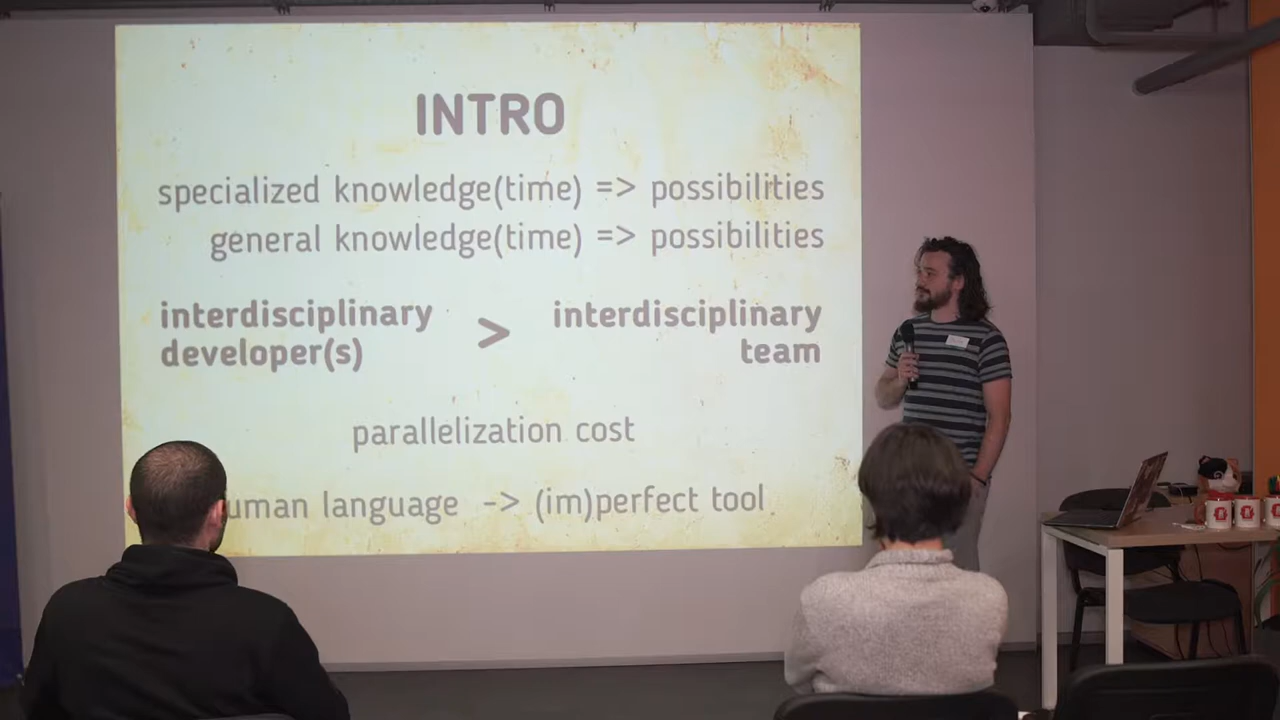 INTRO
specialized knowledge(time) => possibilities
general knowledge(time) => possibilities
interdisciplinary developer(s) > interdisciplinary team
parallelization cost
uman language -> (im)perfect tool